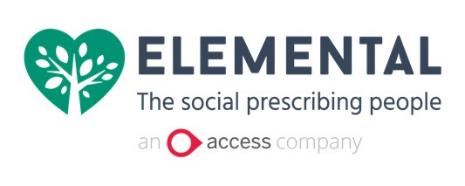 ELEMENTAL
The social prescribing people
an access company